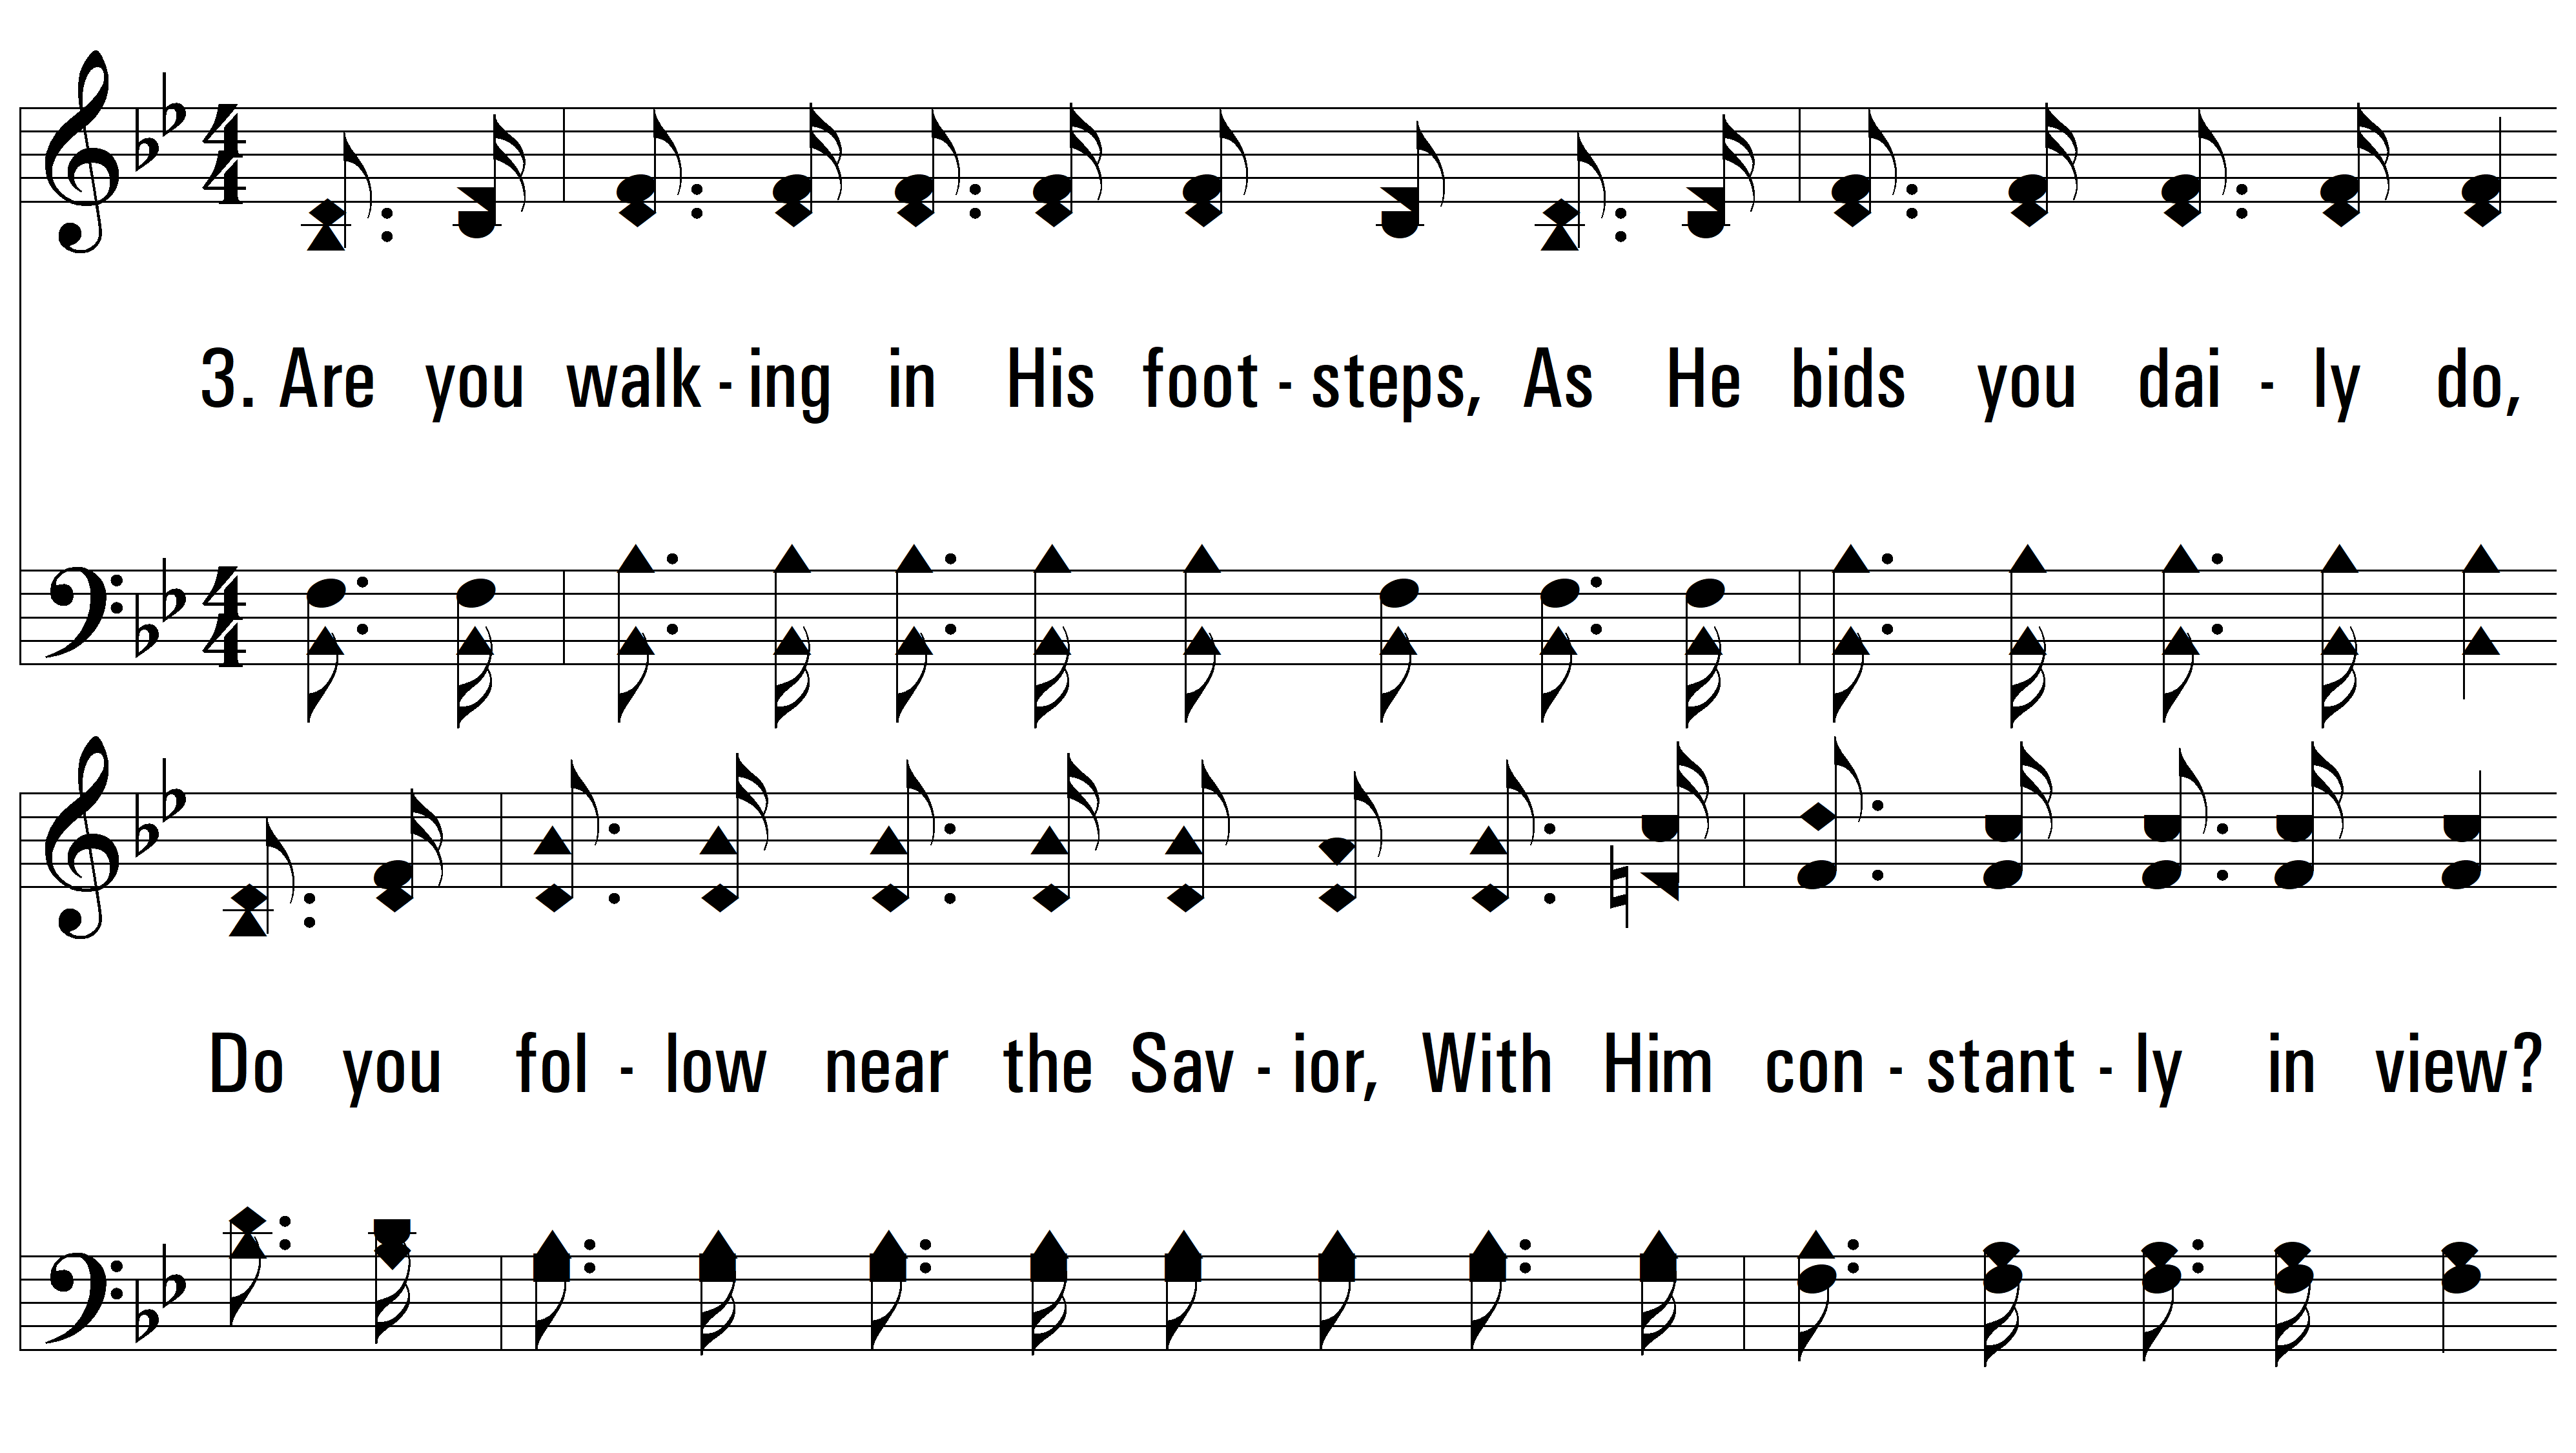 3. Are you walk - ing in His foot - steps, As He bids you dai - ly do,
Do you fol - low near the Sav - ior, With Him con - stant - ly in view?